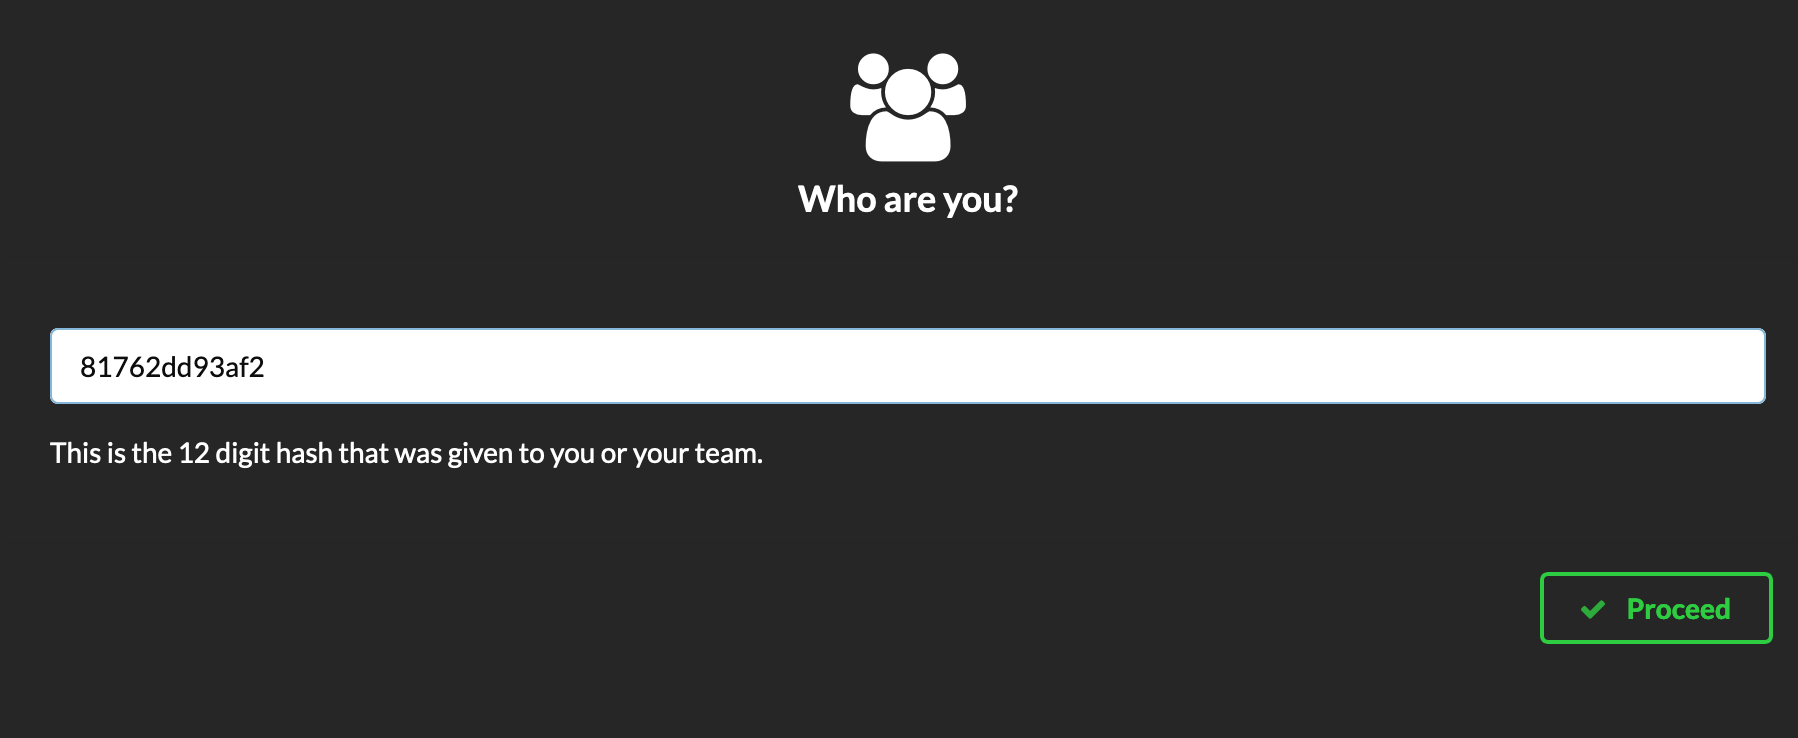 Who are you?
81762dd93af2
This is the 12 digit hash that was given to you or your team.
Proceed